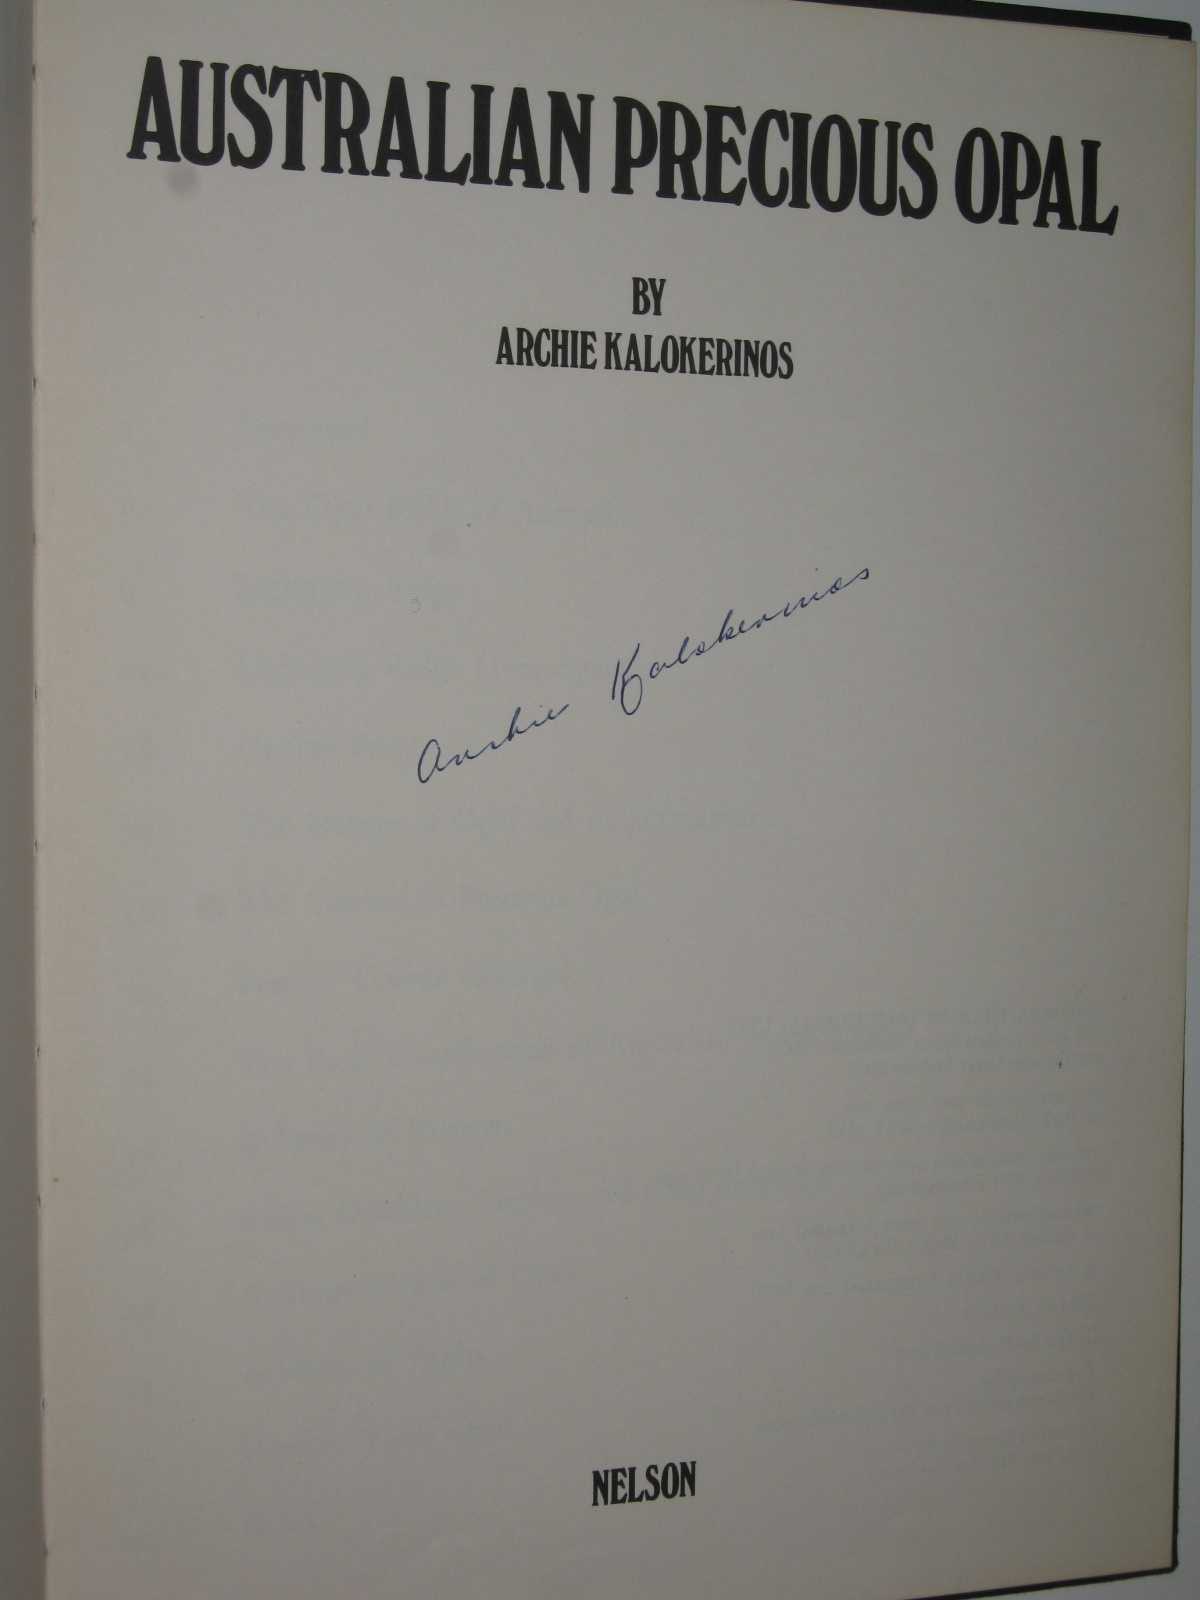 AUSTRALIAN PRECIOUS OPAL
BY
ARCHIE KALOKERINOS
Archie Kalokerinos
NELSON